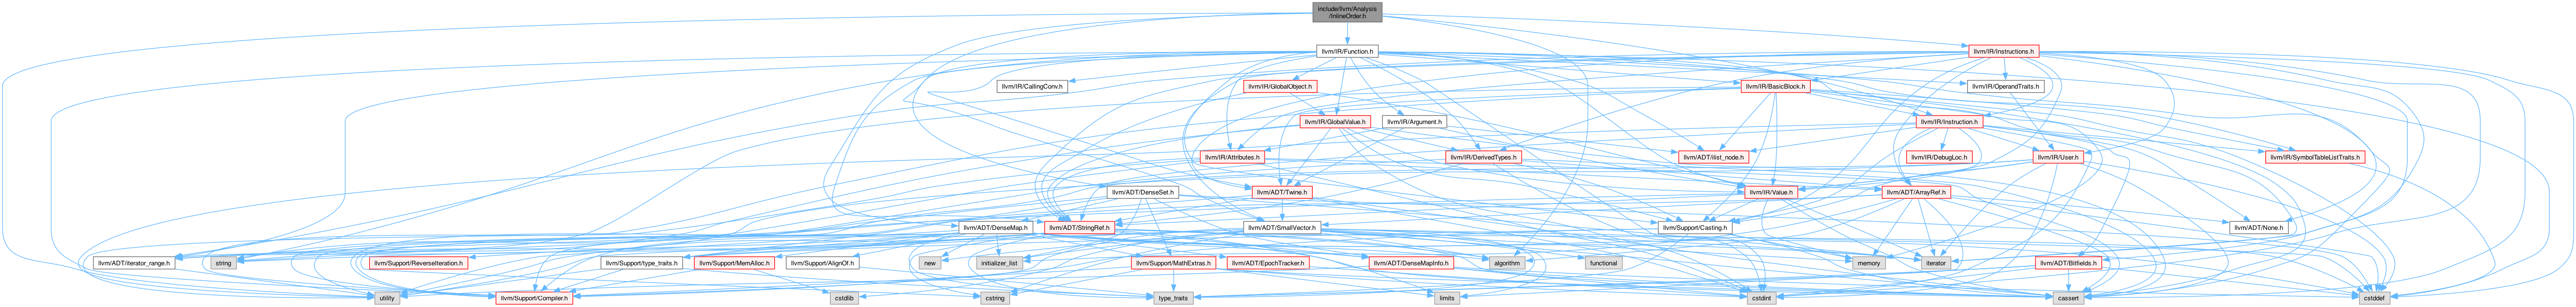 include/llvm/Analysis
/InlineOrder.h
llvm/IR/Function.h
llvm/IR/Instructions.h
llvm/IR/CallingConv.h
llvm/IR/GlobalObject.h
llvm/IR/BasicBlock.h
llvm/IR/OperandTraits.h
llvm/IR/GlobalValue.h
llvm/IR/Argument.h
llvm/IR/Instruction.h
llvm/IR/Attributes.h
llvm/IR/DerivedTypes.h
llvm/ADT/ilist_node.h
llvm/IR/DebugLoc.h
llvm/IR/User.h
llvm/IR/SymbolTableListTraits.h
llvm/ADT/DenseSet.h
llvm/ADT/Twine.h
llvm/IR/Value.h
llvm/ADT/ArrayRef.h
llvm/ADT/DenseMap.h
llvm/ADT/StringRef.h
llvm/ADT/SmallVector.h
llvm/Support/Casting.h
llvm/ADT/None.h
llvm/ADT/iterator_range.h
string
llvm/Support/ReverseIteration.h
llvm/Support/type_traits.h
llvm/Support/MemAlloc.h
llvm/Support/AlignOf.h
new
initializer_list
llvm/Support/MathExtras.h
llvm/ADT/EpochTracker.h
llvm/ADT/DenseMapInfo.h
algorithm
functional
memory
iterator
llvm/ADT/Bitfields.h
utility
llvm/Support/Compiler.h
cstdlib
cstring
type_traits
limits
cstdint
cassert
cstddef